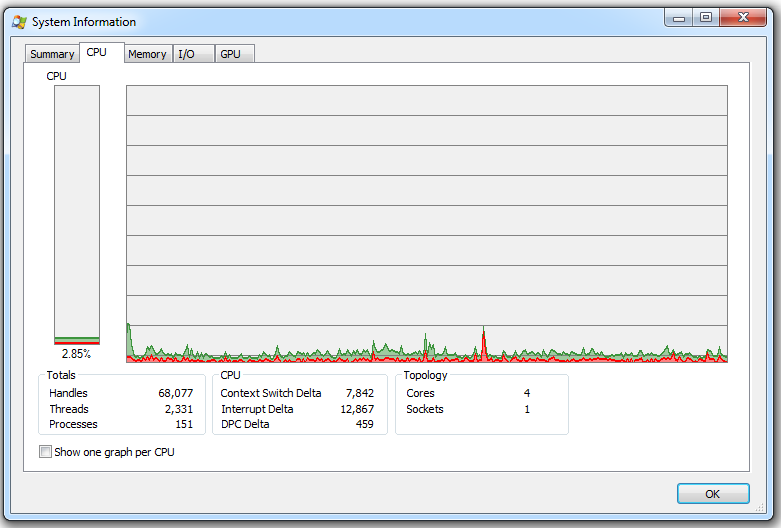 System Information
Summary CPU Memory I/O GPU
CPU
2.85%
Totals
Handles 68,077
Threads 2,331
Processes 151
CPU
Context Switch Delta 7,842
Interrupt Delta 12,867
DPC Delta 459
Topology
Cores 4
Sockets 1
Show one graph per CPU
OK